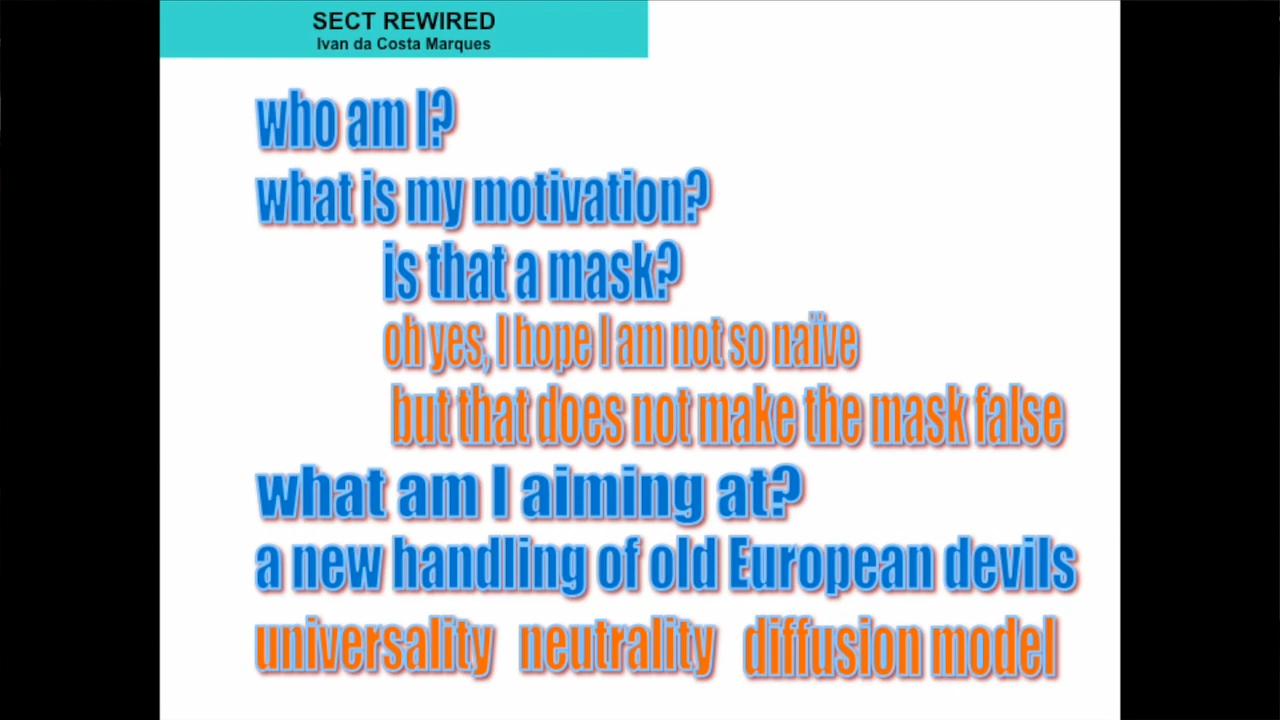 SECT REWIRED
Ivan da Costa Marques
who am I?
what is my motivation?
is that a mask?
oh yes, I hope I am not so naïve
but that does not make the mask false
what am I aiming at?
a new handling of old European devils
universality neutrality diffusion model